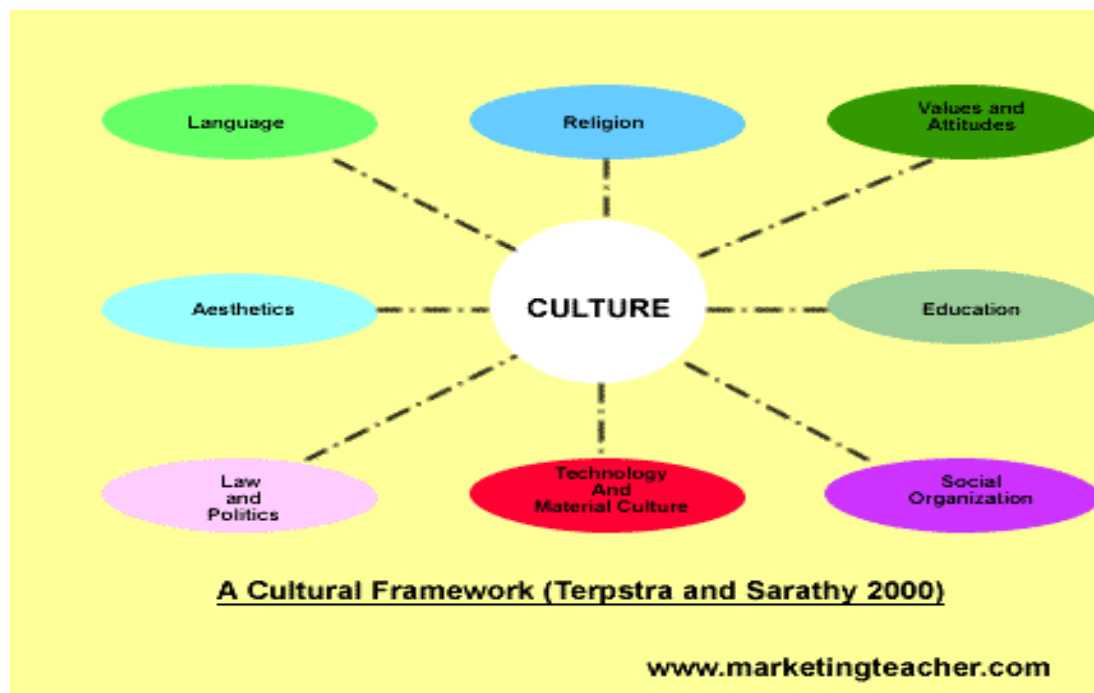 Language
Religion
Values and
Attitudes
Aesthetics
CULTURE
Education
Law
and
Politics
Technology
And
Material Culture
Social
Organization
A Cultural Framework (Terpstra and Sarathy 2000)
www.marketingteacher.com